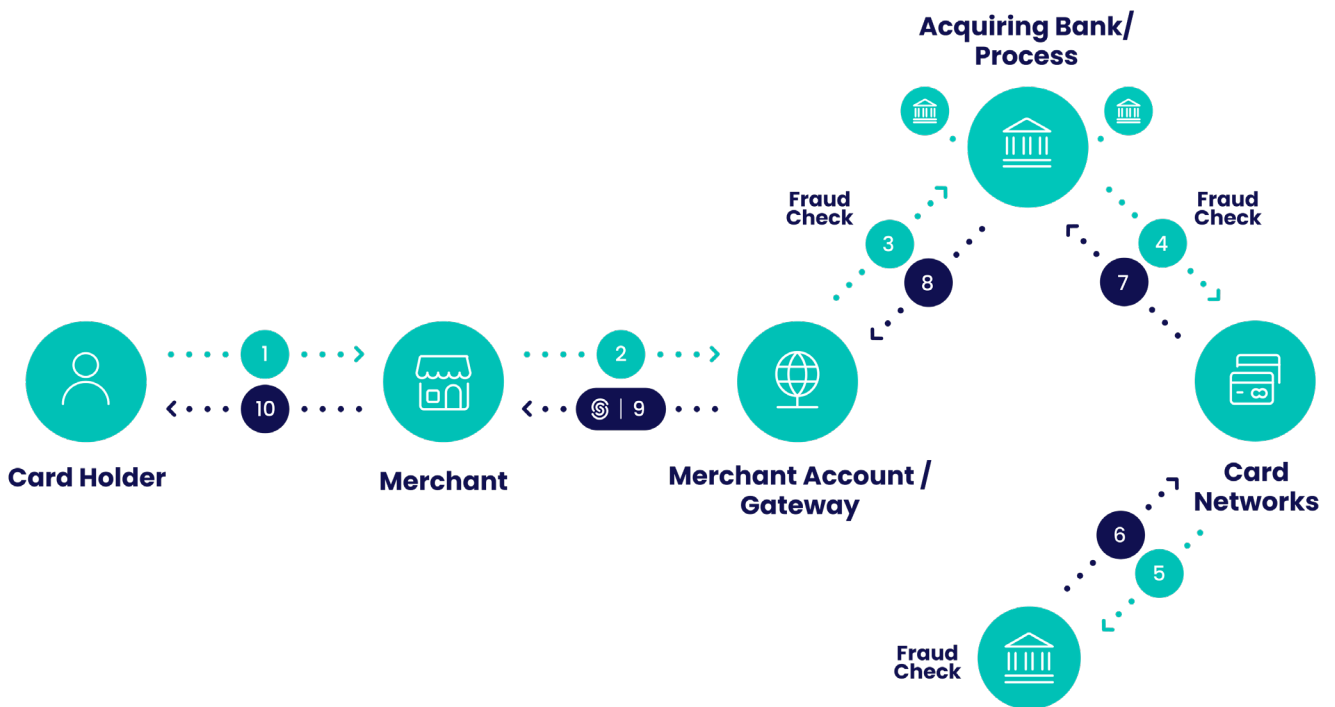 Acquiring Bank/
Process
Fraud
Check
Fraud
Check
3
4
8
7
1
2
10
| 9
Card Holder
Merchant
Merchant Account /
Gateway
Card
Networks
6
5
Fraud
Check